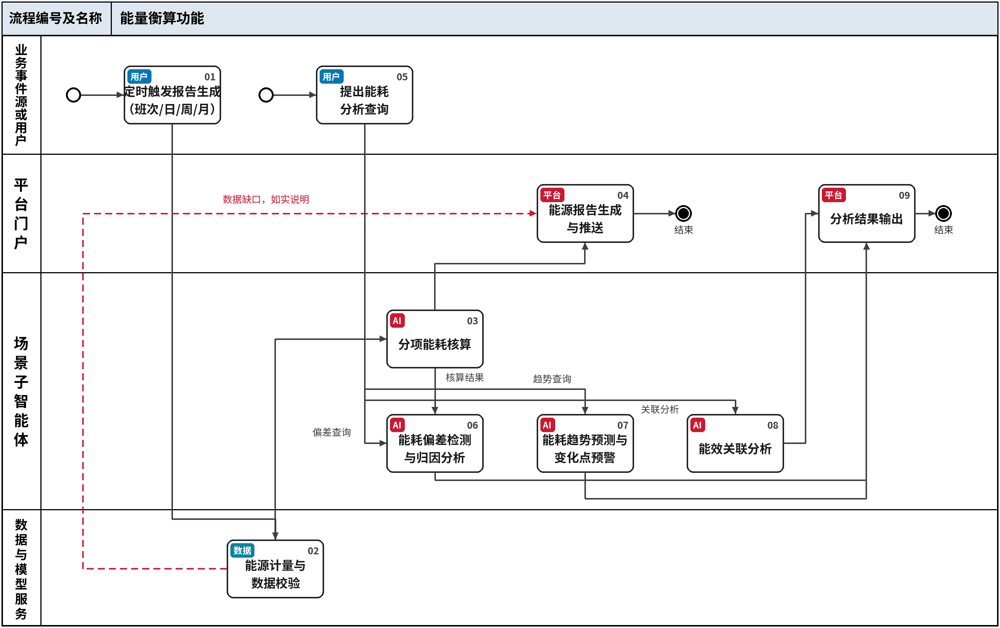 流程编号及名称
能量衡算功能
业务事件源或用户
用户
01
定时触发报告生成
（班次/日/周/月）
用户
05
提出能耗
分析查询
平台门户
数据缺口，如实说明
平台
04
能源报告生成
与推送
结束
平台
09
分析结果输出
结束
场景子智能体
AI
03
分项能耗核算
核算结果
趋势查询
关联分析
偏差查询
AI
06
能耗偏差检测
与归因分析
AI
07
能耗趋势预测与
变化点预警
AI
08
能效关联分析
数据与模型服务
数据
02
能源计量与
数据校验